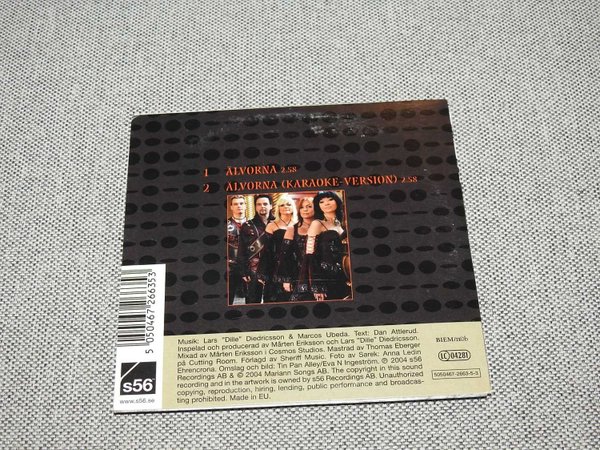 1 ÄLVORNA 2.58
2 ÄLVORNA (KARAOKE-VERSION) 2.58
5 050467 266353
s56
www.s56.se
Musik: Lars "Dille" Diedricsson & Marcos Ubeda. Text: Dan Attlerud.
Inspelad och producerad av Mårten Eriksson och Lars "Dille" Diedricsson.
Mixad av Mårten Eriksson i Cosmos Studios. Mastrad av Thomas Eberger
på Cutting Room. Förlagd av Sheriff Music. Foto av Sarek: Anna Ledin
Ehrencrona. Omslag och bild: Tin Pan Alley/Eva N Ingeström, ℗ 2004 s56
Recordings AB & © 2004 Mariann Songs AB. The copyright in this sound
recording and in the artwork is owned by s56 Recordings AB. Unauthorized
copying, reproduction, hiring, lending, public performance and broadcas-
ting prohibited. Made in EU.
BIEM/ncb
LC 04281
5050467-2663-5-3